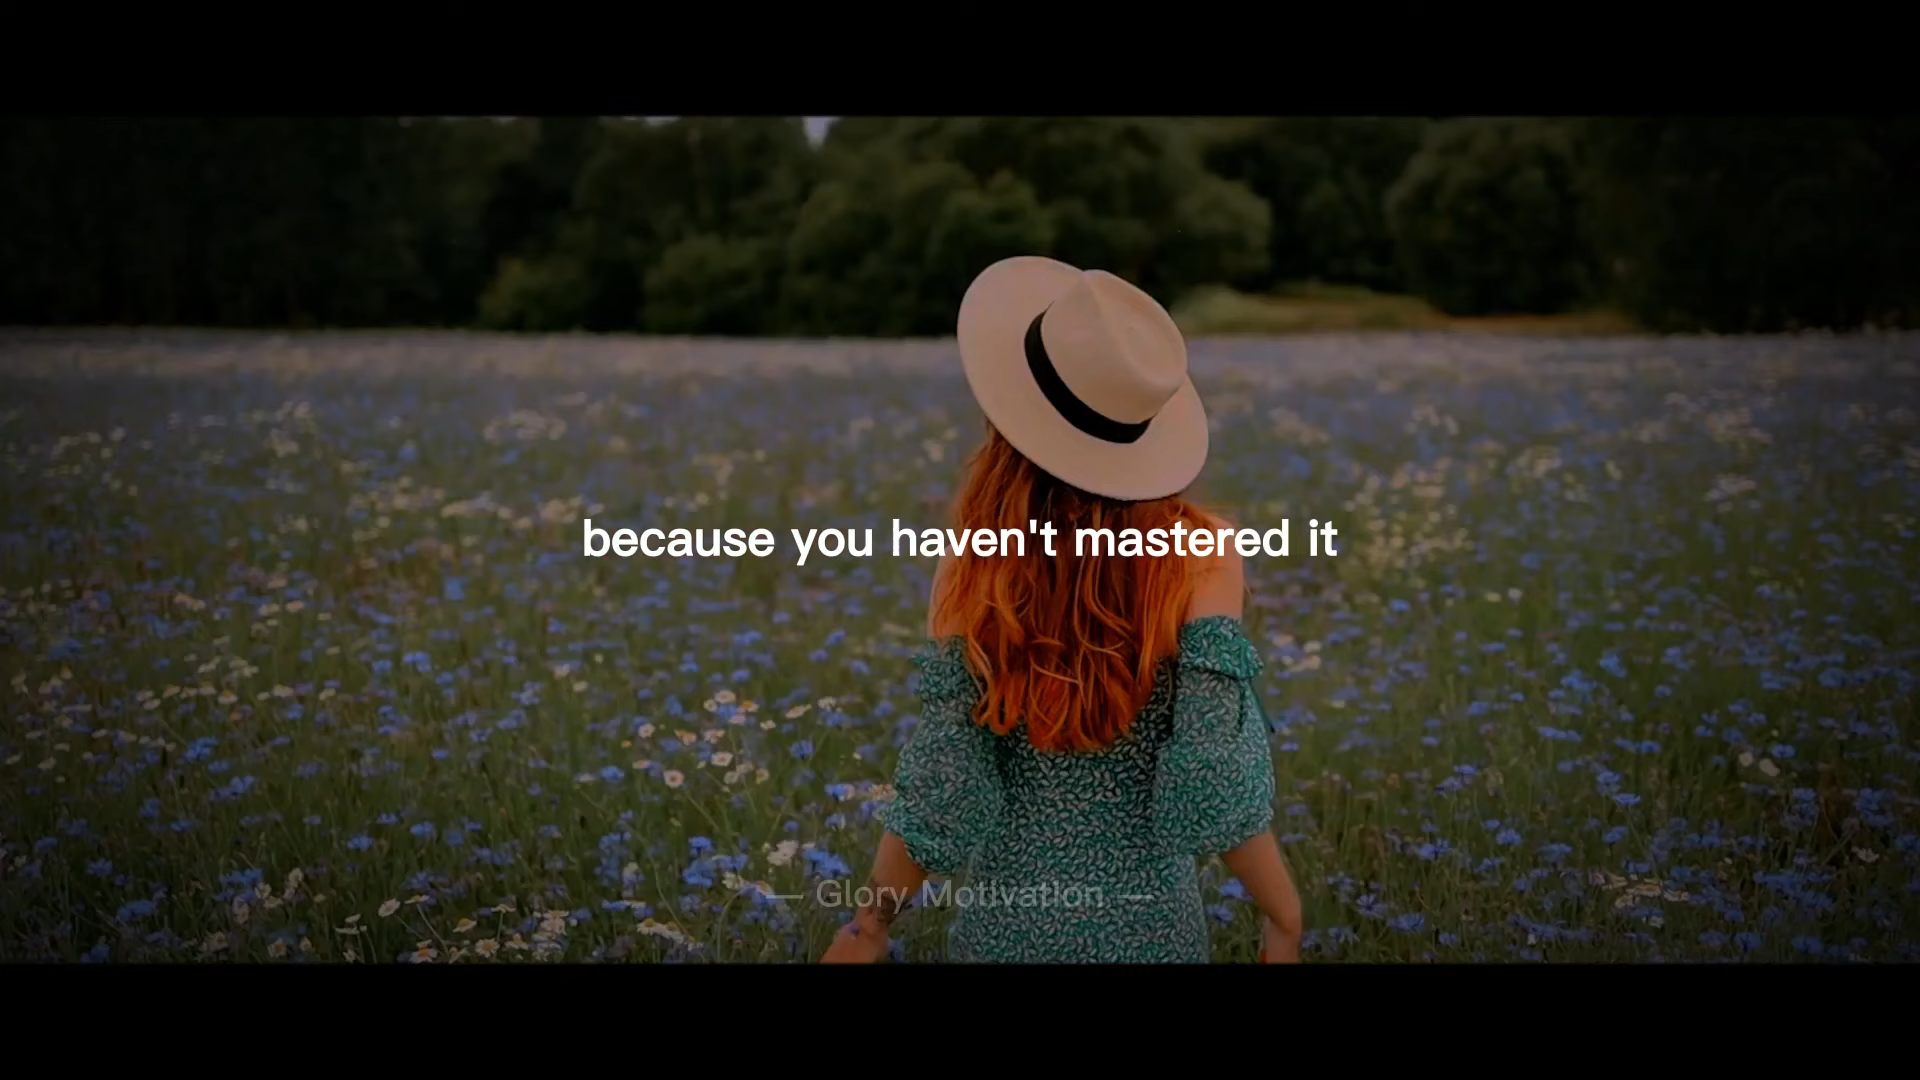 because you haven't mastered it
— Glory Motivation —